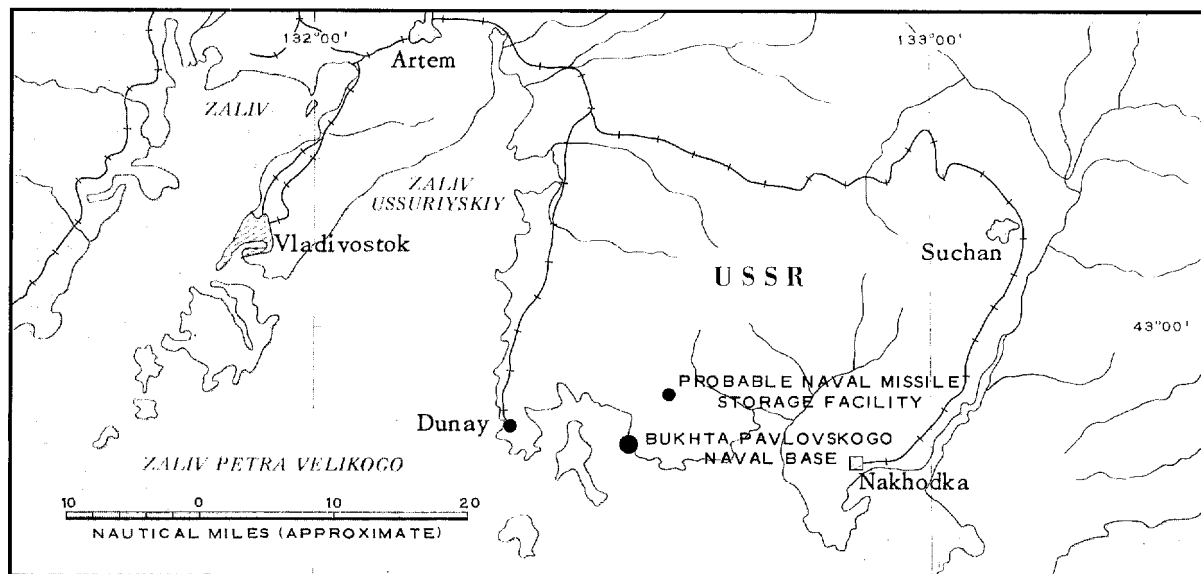 132°00'
133°00'
Artem
ZALIV
ZALIV
USSURIYSKIY
Vladivostok
Suchan
USSR
43°00'
PROBABLE NAVAL MISSILE
STORAGE FACILITY
Dunay
BUKHTA PAVLOVSKOGO
NAVAL BASE
ZALIV PETRA VELIKOGO
Nakhodka
10 0 10 20
NAUTICAL MILES (APPROXIMATE)